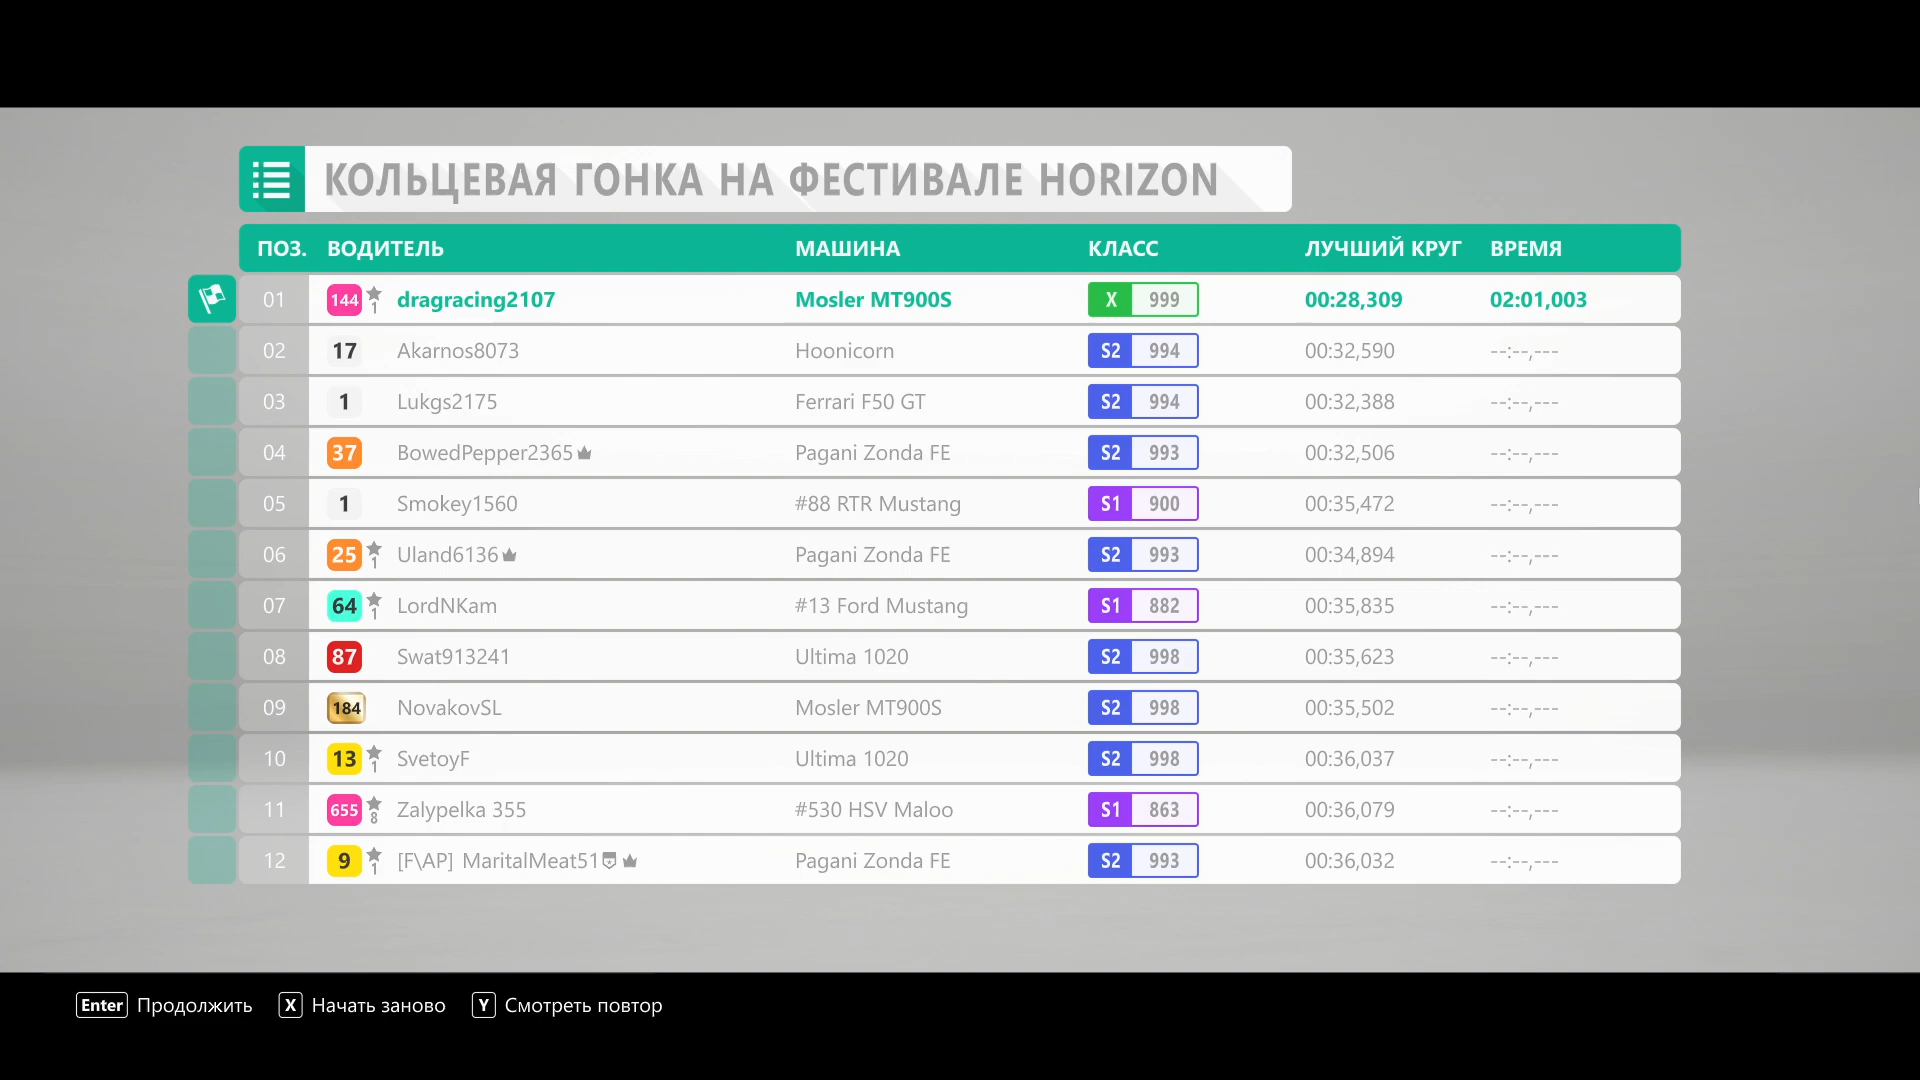 КОЛЬЦЕВАЯ ГОНКА НА ФЕСТИВАЛЕ HORIZON
ПОЗ. ВОДИТЕЛЬ МАШИНА КЛАСС ЛУЧШИЙ КРУГ ВРЕМЯ
01 144 1 dragracing2107 Mosler MT900S X 999 00:28,309 02:01,003
02 17 Akarnos8073 Hoonicorn S2 994 00:32,590 --:--,---
03 1 Lukgs2175 Ferrari F50 GT S2 994 00:32,388 --:--,---
04 37 BowedPepper2365 Pagani Zonda FE S2 993 00:32,506 --:--,---
05 1 Smokey1560 #88 RTR Mustang S1 900 00:35,472 --:--,---
06 25 1 Uland6136 Pagani Zonda FE S2 993 00:34,894 --:--,---
07 64 1 LordNKam #13 Ford Mustang S1 882 00:35,835 --:--,---
08 87 Swat913241 Ultima 1020 S2 998 00:35,623 --:--,---
09 184 NovakovSL Mosler MT900S S2 998 00:35,502 --:--,---
10 13 1 SvetoyF Ultima 1020 S2 998 00:36,037 --:--,---
11 655 8 Zalypelka 355 #530 HSV Maloo S1 863 00:36,079 --:--,---
12 9 1 [F\AP] MaritalMeat51 Pagani Zonda FE S2 993 00:36,032 --:--,---
Enter Продолжить X Начать заново Y Смотреть повтор